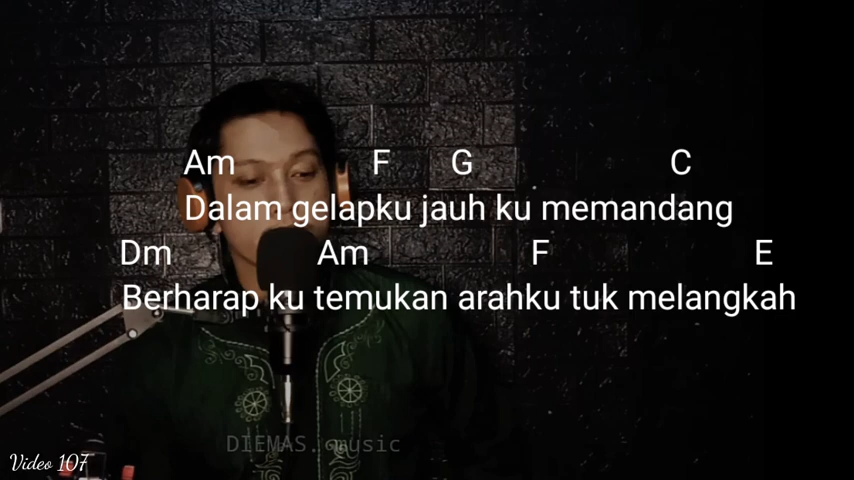 Am F G C
Dalam gelapku jauh ku memandang
Dm Am F E
Berharap ku temukan arahku tuk melangkah
DIEMAS. music
Video 107